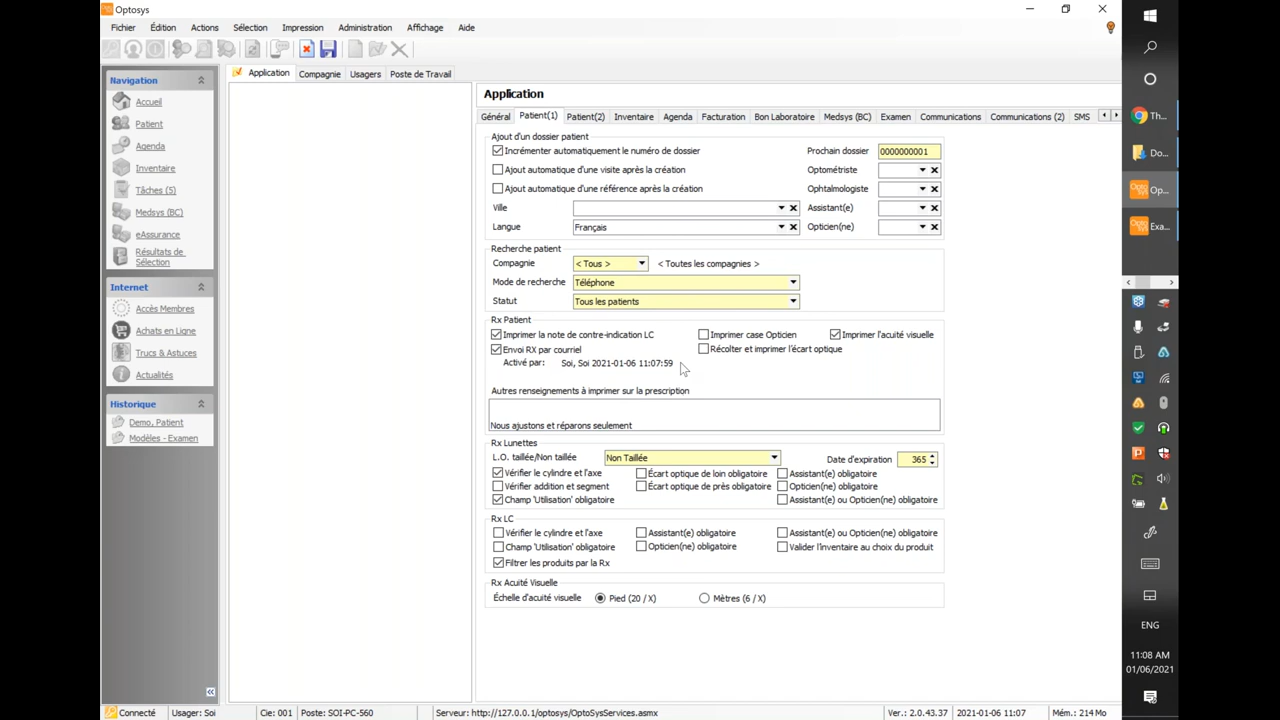 Optosys
Fichier Édition Actions Sélection Impression Administration Affichage Aide
Application Compagnie Usagers Poste de Travail
Navigation
Accueil
Patient
Agenda
Inventaire
Tâches (5)
Medsys (BC)
eAssurance
Résultats de
Sélection
Internet
Accès Membres
Achats en Ligne
Trucs & Astuces
Actualités
Historique
Demo, Patient
Modèles - Examen
Application
Général Patient(1) Patient(2) Inventaire Agenda Facturation Bon Laboratoire Medsys (BC) Examen Communications Communications (2) SMS
Ajout d'un dossier patient
Incrémenter automatiquement le numéro de dossier Prochain dossier 0000000001
Ajout automatique d'une visite après la création Optométriste
Ajout automatique d'une référence après la création Ophtalmologiste
Ville Assistant(e)
Langue Français Opticien(ne)
Recherche patient
Compagnie < Tous > < Toutes les compagnies >
Mode de recherche Téléphone
Statut Tous les patients
Rx Patient
Imprimer la note de contre-indication LC Imprimer case Opticien Imprimer l'acuité visuelle
Envoi RX par courriel Récolter et imprimer l'écart optique
Activé par: Soi, Soi 2021-01-06 11:07:59
Autres renseignements à imprimer sur la prescription
Nous ajustons et réparons seulement
Rx Lunettes
L.O. taillée/Non taillée Non Taillée Date d'expiration 365
Vérifier le cylindre et l'axe Écart optique de loin obligatoire Assistant(e) obligatoire
Vérifier addition et segment Écart optique de près obligatoire Opticien(ne) obligatoire
Champ 'Utilisation' obligatoire Assistant(e) ou Opticien(ne) obligatoire
Rx LC
Vérifier le cylindre et l'axe Assistant(e) obligatoire Assistant(e) ou Opticien(ne) obligatoire
Champ 'Utilisation' obligatoire Opticien(ne) obligatoire Valider l'inventaire au choix du produit
Filtrer les produits par la Rx
Rx Acuité Visuelle
Échelle d'acuité visuelle Pied (20 / X) Mètres (6 / X)
Connecté Usager: Soi Cie: 001 Poste: SOI-PC-560 Serveur: http://127.0.0.1/optosys/OptoSysServices.asmx Ver.: 2.0.43.37 2021-01-06 11:07 Mém.: 214 Mo
Th...
Do...
Opto sys Op...
Opto sys Exa...
ENG
11:08 AM
01/06/2021